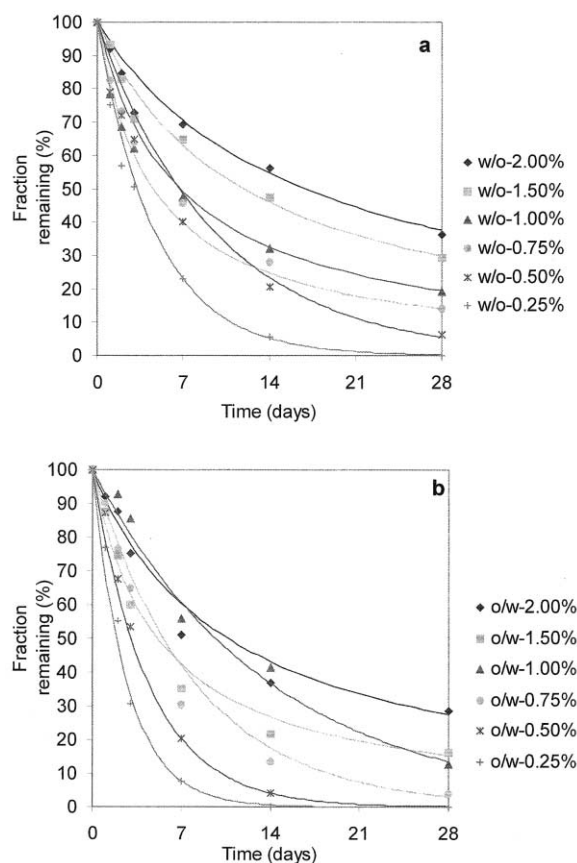 a
Fraction
remaining (%)
100
90
80
70
60
50
40
30
20
10
0
0 7 14 21 28
Time (days)
w/o-2.00%
w/o-1.50%
w/o-1.00%
w/o-0.75%
w/o-0.50%
w/o-0.25%
b
Fraction
remaining (%)
100
90
80
70
60
50
40
30
20
10
0
0 7 14 21 28
Time (days)
o/w-2.00%
o/w-1.50%
o/w-1.00%
o/w-0.75%
o/w-0.50%
o/w-0.25%